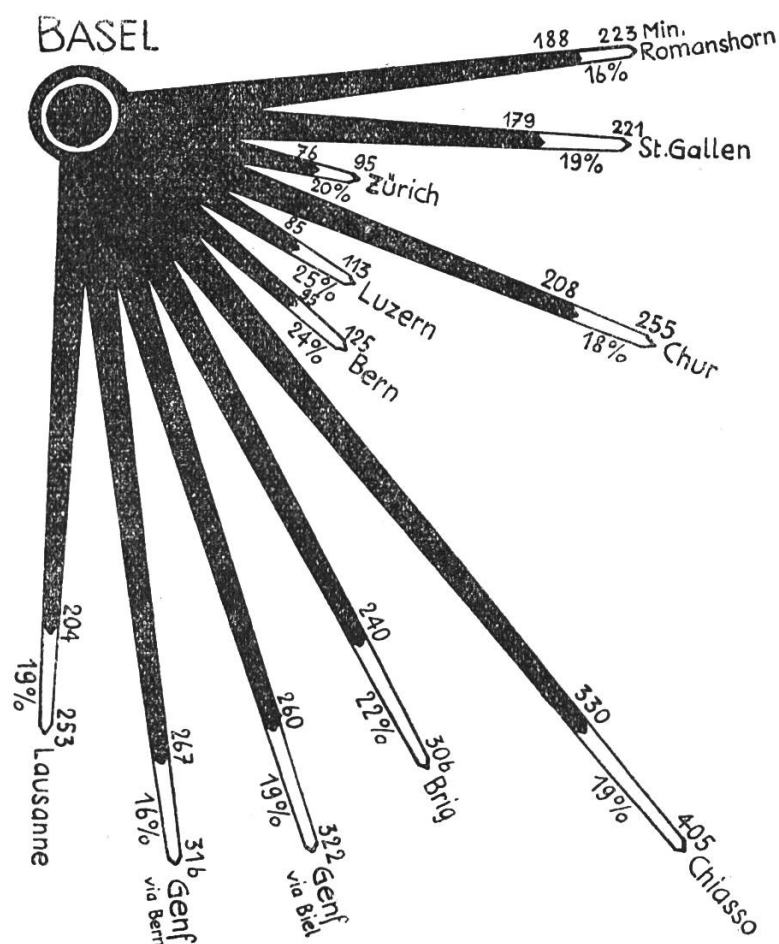 BASEL
188
223 Min.
Romanshorn
16%
179
221
St.Gallen
19%
76
95
Zürich
20%
208
255
Chur
18%
85
113
Luzern
25%
95
125
Bern
24%
330
405
Chiasso
19%
240
306
Brig
22%
260
322
Genf
via Biel
19%
267
316
Genf
via Bern
16%
204
253
Lausanne
19%